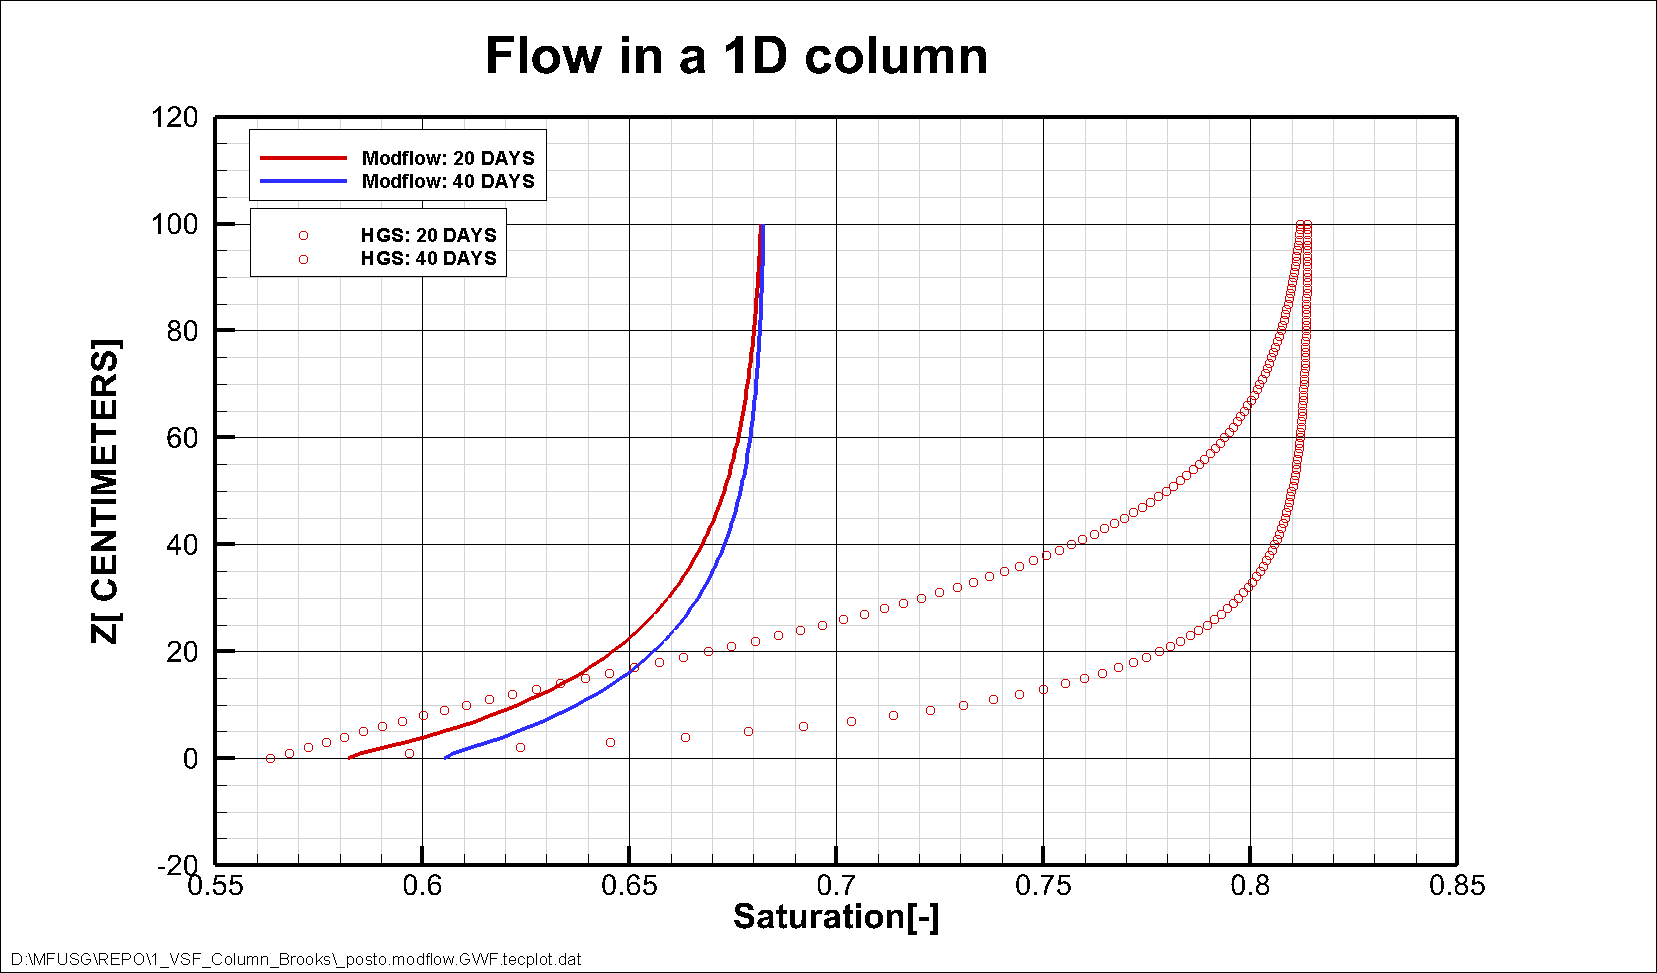 Flow in a 1D column
120
100
80
60
40
20
0
-20
Z[ CENTIMETERS]
Modflow: 20 DAYS
Modflow: 40 DAYS
HGS: 20 DAYS
HGS: 40 DAYS
0.55 0.6 0.65 0.7 0.75 0.8 0.85
Saturation[-]
D:\MFUSG\REPO\1_VSF_Column_Brooks\_posto.modflow.GWF.tecplot.dat